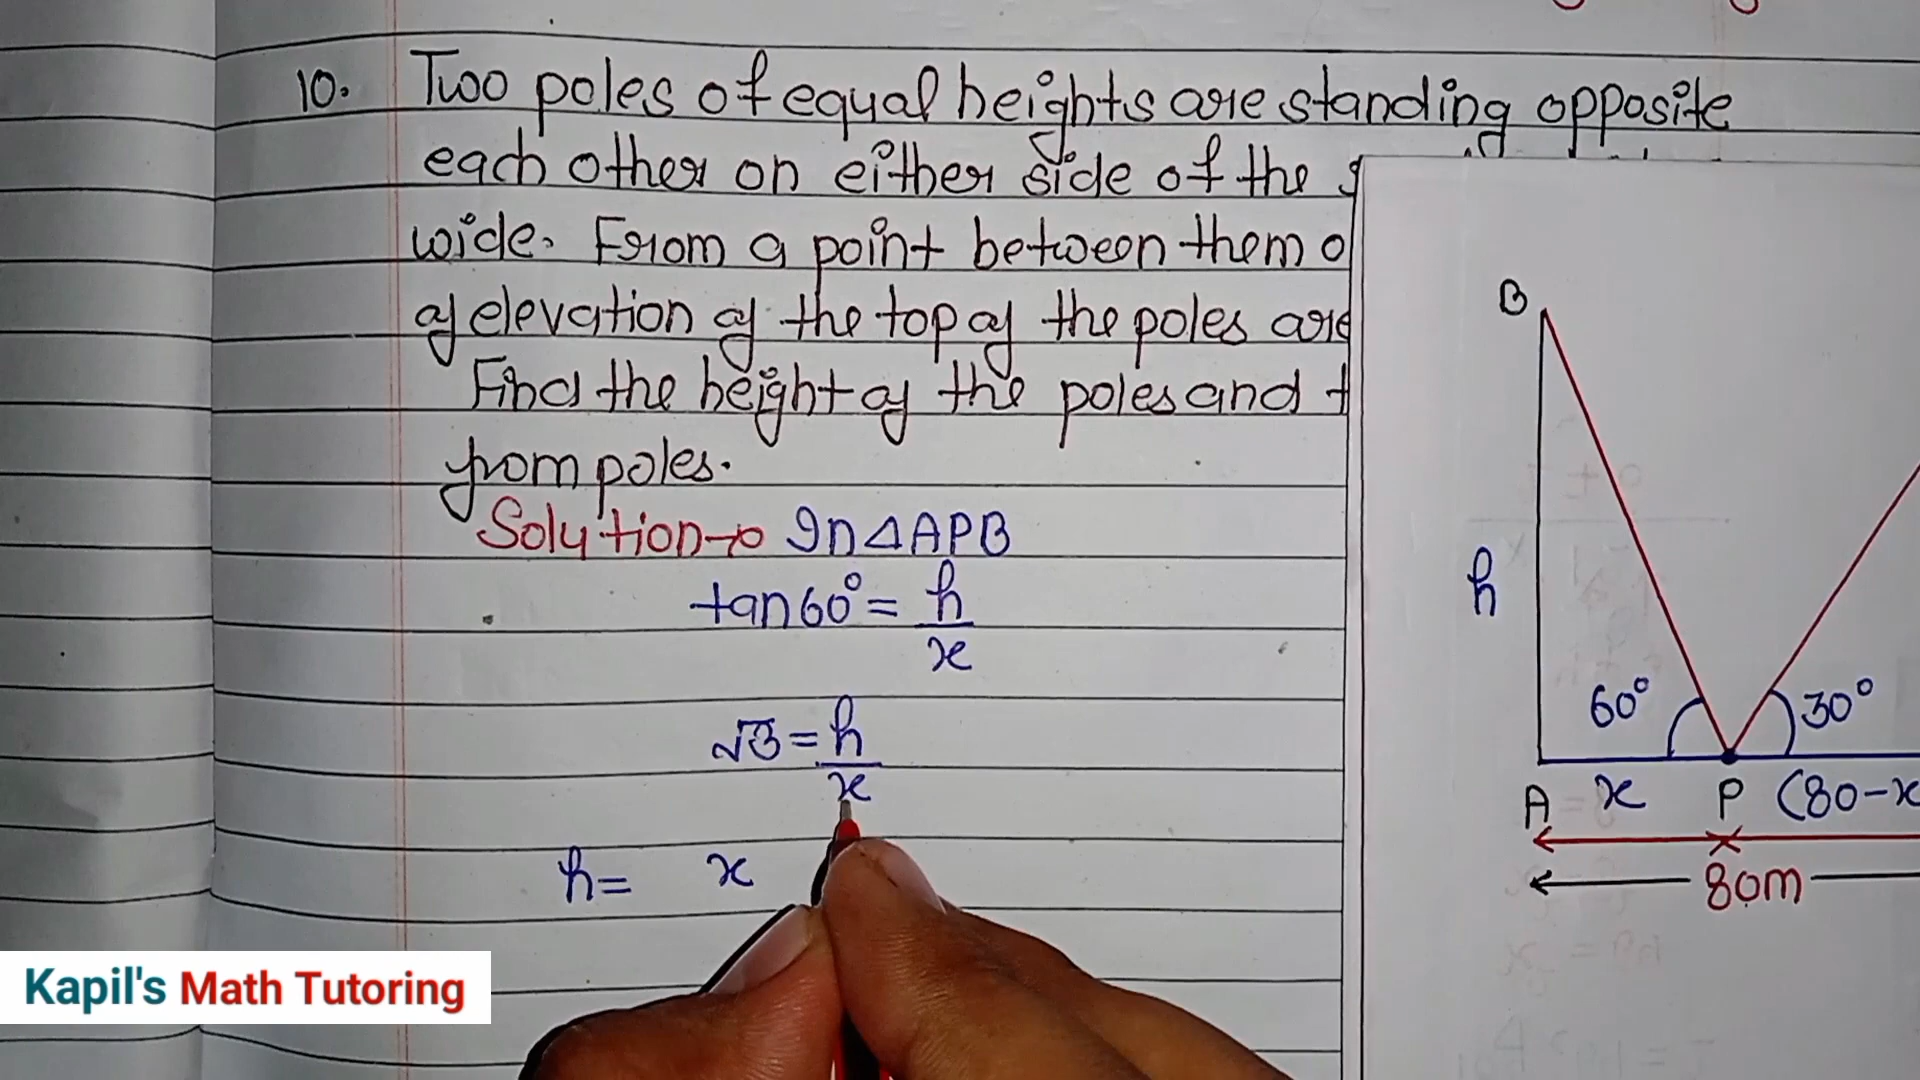 10. Two poles of equal heights are standing opposite
each other on either side of the
wide. From a point between them
of elevation of the top of the poles are
Find the height of the poles and
from poles.
Solution→ In △APB
tan60°= h/x
√3=h/x
h= x
B
h
60° 30°
A x P (80-x
80m
Kapil's Math Tutoring